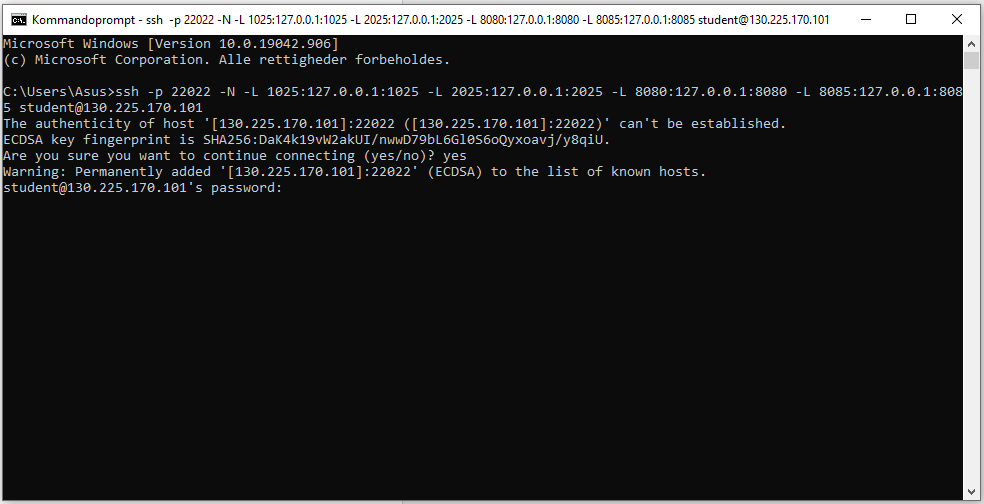 Kommandoprompt - ssh -p 22022 -N -L 1025:127.0.0.1:1025 -L 2025:127.0.0.1:2025 -L 8080:127.0.0.1:8080 -L 8085:127.0.0.1:8085 student@130.225.170.101
Microsoft Windows [Version 10.0.19042.906]
(c) Microsoft Corporation. Alle rettigheder forbeholdes.
C:\Users\Asus>ssh -p 22022 -N -L 1025:127.0.0.1:1025 -L 2025:127.0.0.1:2025 -L 8080:127.0.0.1:8080 -L 8085:127.0.0.1:808
5 student@130.225.170.101
The authenticity of host '[130.225.170.101]:22022 ([130.225.170.101]:22022)' can't be established.
ECDSA key fingerprint is SHA256:DaK4k19vW2akUI/nwwD79bL6Gl0S6oQyxoavj/y8qiU.
Are you sure you want to continue connecting (yes/no)? yes
Warning: Permanently added '[130.225.170.101]:22022' (ECDSA) to the list of known hosts.
student@130.225.170.101's password: